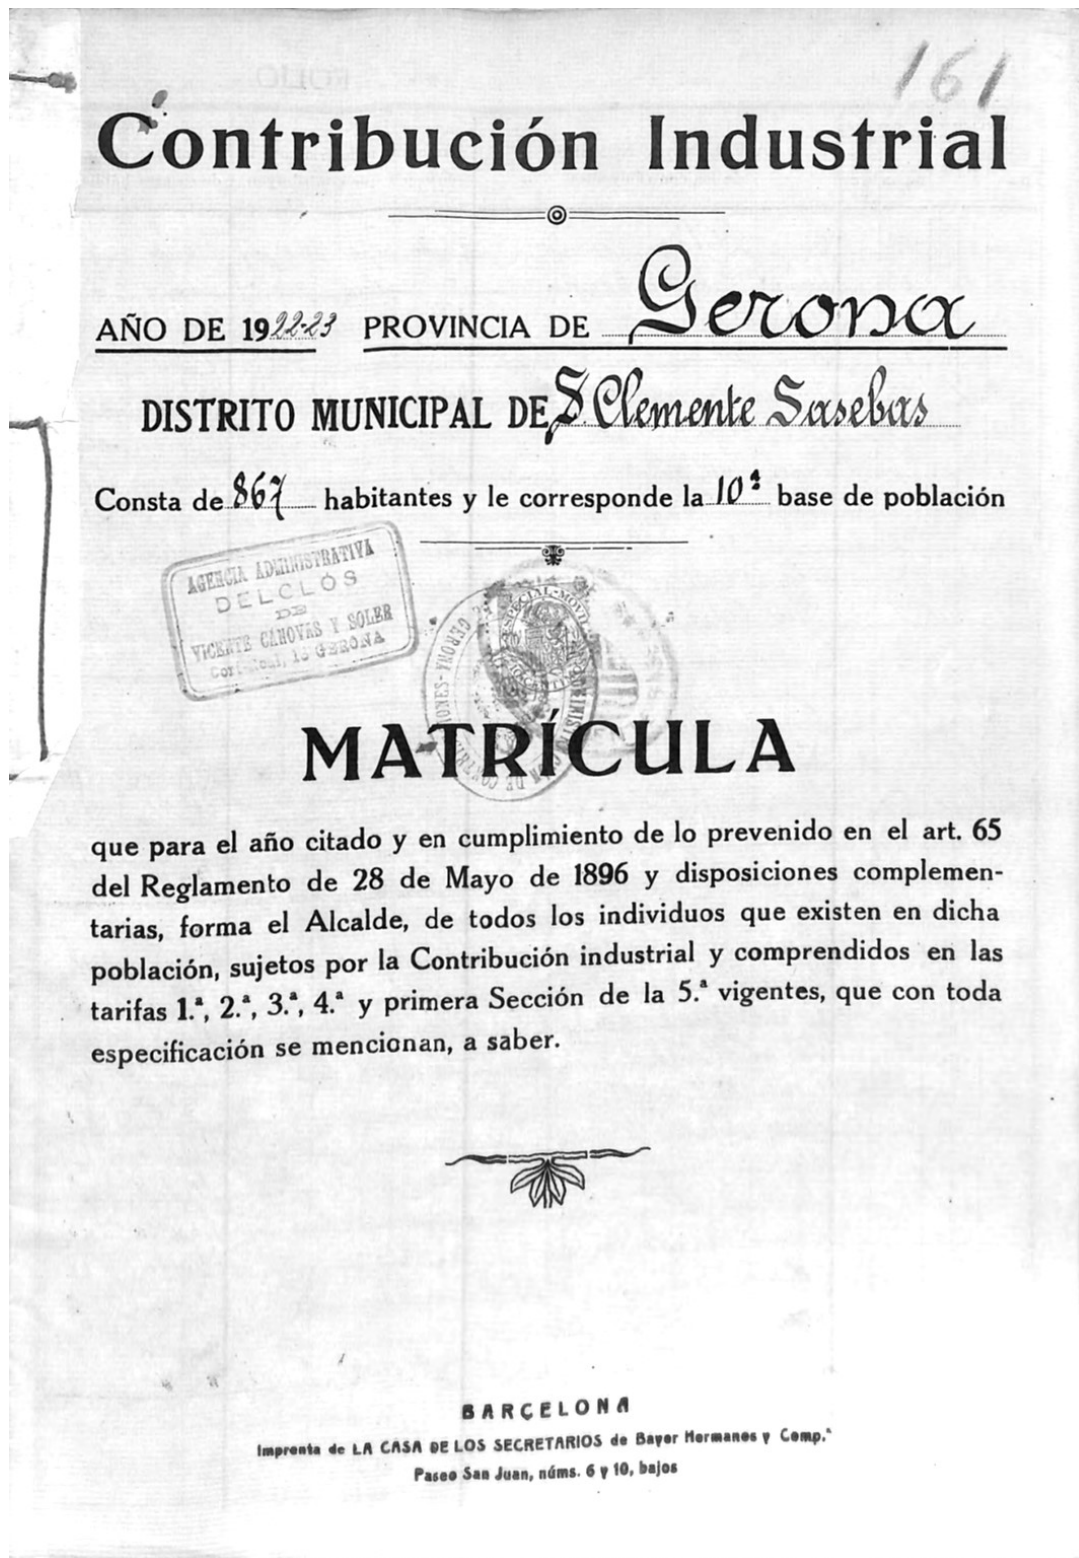 161
Contribución Industrial
AÑO DE 1922-23 PROVINCIA DE Gerona
DISTRITO MUNICIPAL DE S. Clemente Sasebas
Consta de 867 habitantes y le corresponde la 10ª base de población
AGENCIA ADMINISTRATIVA
DELCLÓS
DE
VICENTE CANOVAS Y SOLER
GERONA
ESPECIAL MOVIL
GERONA
MATRÍCULA
que para el año citado y en cumplimiento de lo prevenido en el art. 65
del Reglamento de 28 de Mayo de 1896 y disposiciones complemen-
tarias, forma el Alcalde, de todos los individuos que existen en dicha
población, sujetos por la Contribución industrial y comprendidos en las
tarifas 1.ª, 2.ª, 3.ª, 4.ª y primera Sección de la 5.ª vigentes, que con toda
especificación se mencionan, a saber.
BARCELONA
Imprenta de LA CASA DE LOS SECRETARIOS de Bayer Hermanos y Comp.ª
Paseo San Juan, núms. 6 y 10, bajos